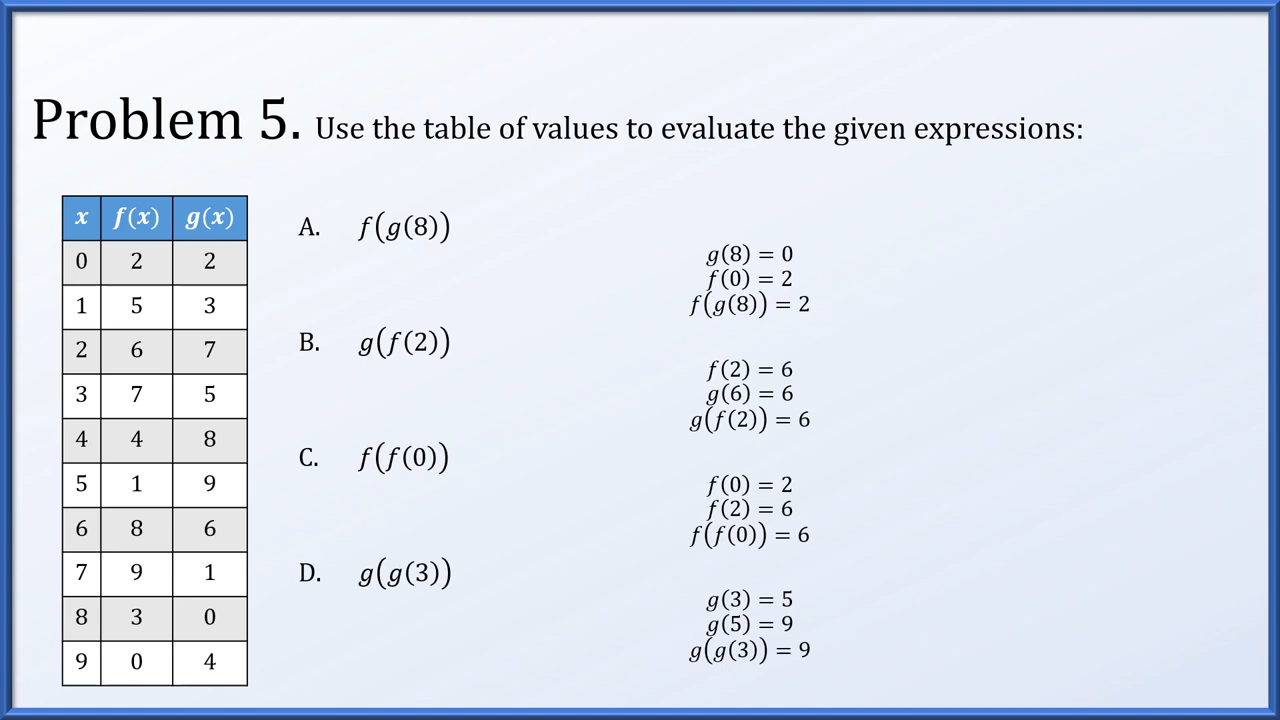 Problem 5. Use the table of values to evaluate the given expressions:
x f(x) g(x)
0 2 2
1 5 3
2 6 7
3 7 5
4 4 8
5 1 9
6 8 6
7 9 1
8 3 0
9 0 4
A. f(g(8))
g(8) = 0
f(0) = 2
f(g(8)) = 2
B. g(f(2))
f(2) = 6
g(6) = 6
g(f(2)) = 6
C. f(f(0))
f(0) = 2
f(2) = 6
f(f(0)) = 6
D. g(g(3))
g(3) = 5
g(5) = 9
g(g(3)) = 9